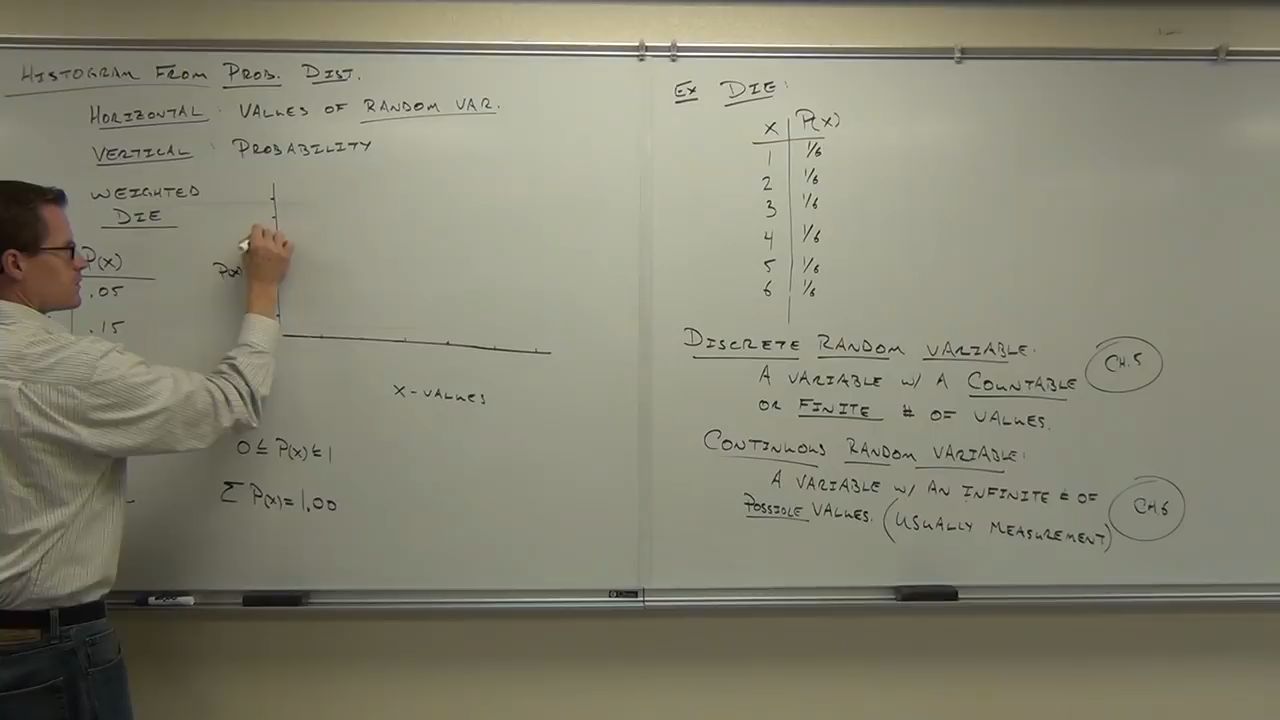 HISTOGRAM FROM PROB. DIST.
HORIZONTAL: VALUES OF RANDOM VAR.
VERTICAL: PROBABILITY
WEIGHTED
DIE
P(X)
.05
.15
P(X)
X-VALUES
0 ≤ P(X) ≤ 1
Σ P(X) = 1.00
EX DIE:
X P(X)
1 1/6
2 1/6
3 1/6
4 1/6
5 1/6
6 1/6
DISCRETE RANDOM VARIABLE:
A VARIABLE W/ A COUNTABLE
OR FINITE # OF VALUES.
CH.5
CONTINUOUS RANDOM VARIABLE:
A VARIABLE W/ AN INFINITE # OF
POSSIBLE VALUES. (USUALLY MEASUREMENT)
CH.6